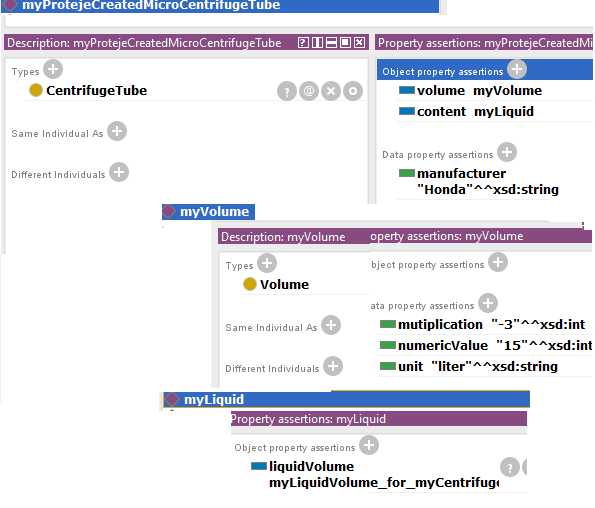 myProtejeCreatedMicroCentrifugeTube
Description: myProtejeCreatedMicroCentrifugeTube
Types
CentrifugeTube
Same Individual As
Different Individuals
Property assertions: myProtejeCreatedMi
Object property assertions
volume myVolume
content myLiquid
Data property assertions
manufacturer
"Honda"^^xsd:string
myVolume
Description: myVolume
Types
Volume
Same Individual As
Different Individuals
operty assertions: myVolume
bject property assertions
ata property assertions
mutiplication "-3"^^xsd:int
numericValue "15"^^xsd:int
unit "liter"^^xsd:string
myLiquid
Property assertions: myLiquid
Object property assertions
liquidVolume
myLiquidVolume_for_myCentrifuge